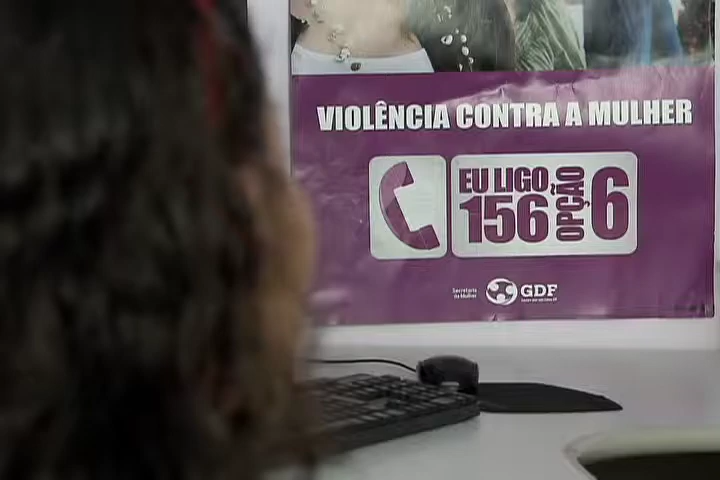 VIOLÊNCIA CONTRA A MULHER
EU LIGO
156
OPÇÃO
6
Secretaria
da Mulher
GDF